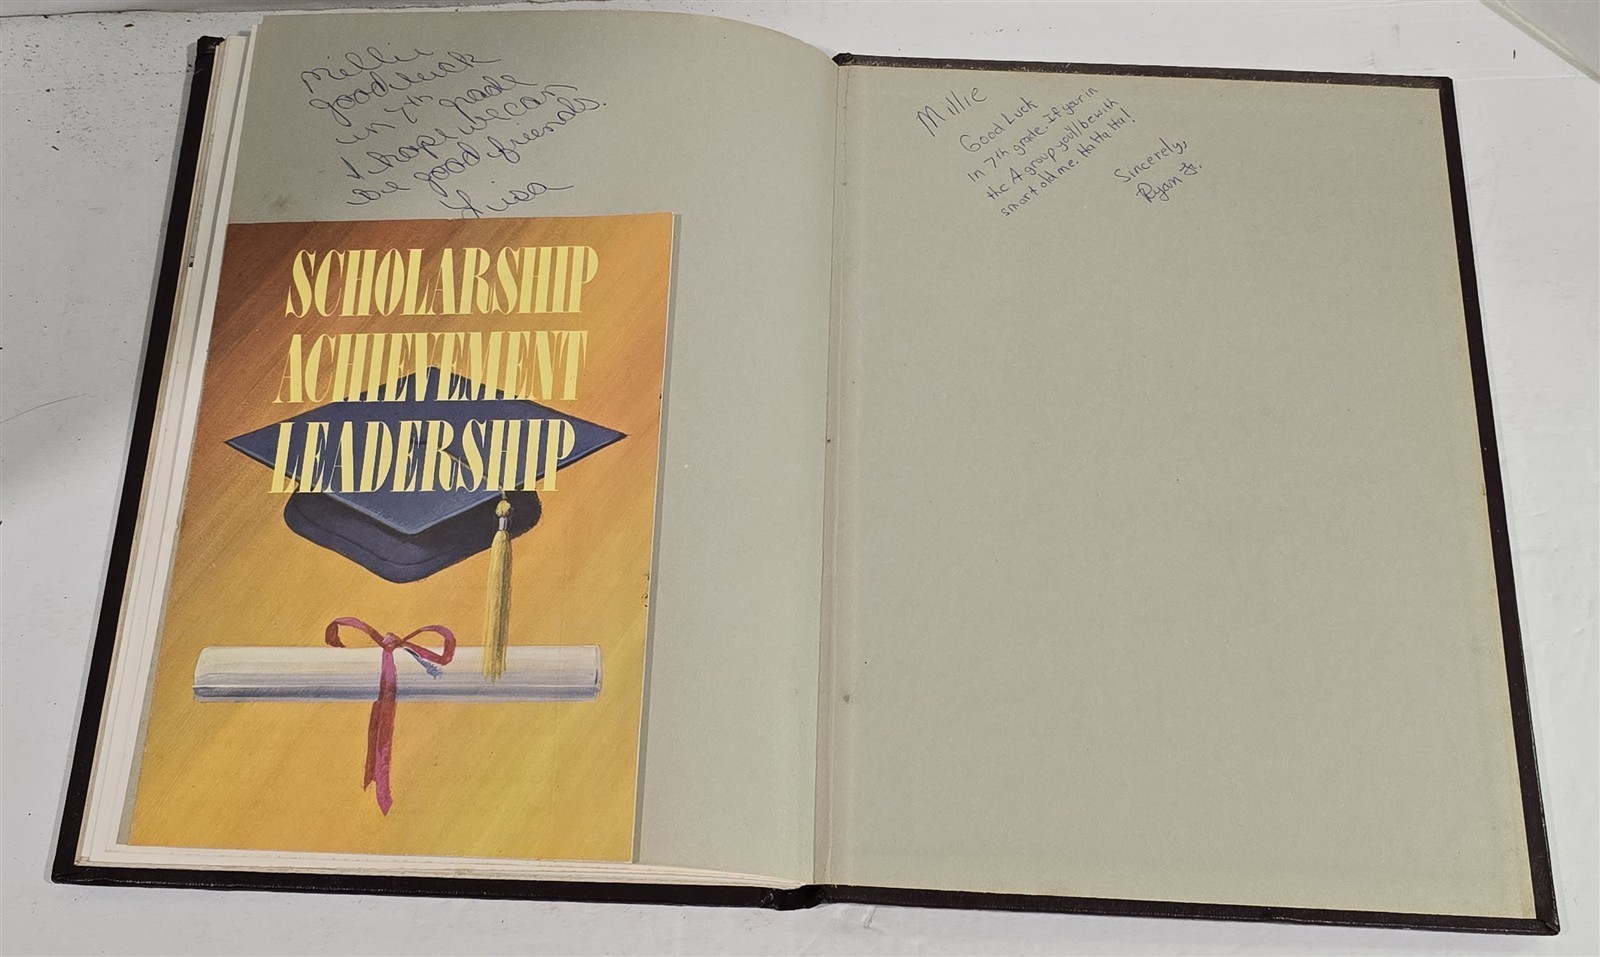 Millie
good luck
in 7th grade
I hope we can
be good friends.
Lisa
SCHOLARSHIP
ACHIEVEMENT
LEADERSHIP
Millie
Good Luck
in 7th grade. If your in
the A group you'll be with
smart old me. Ha Ha Ha!
Sincerely,
Ryan